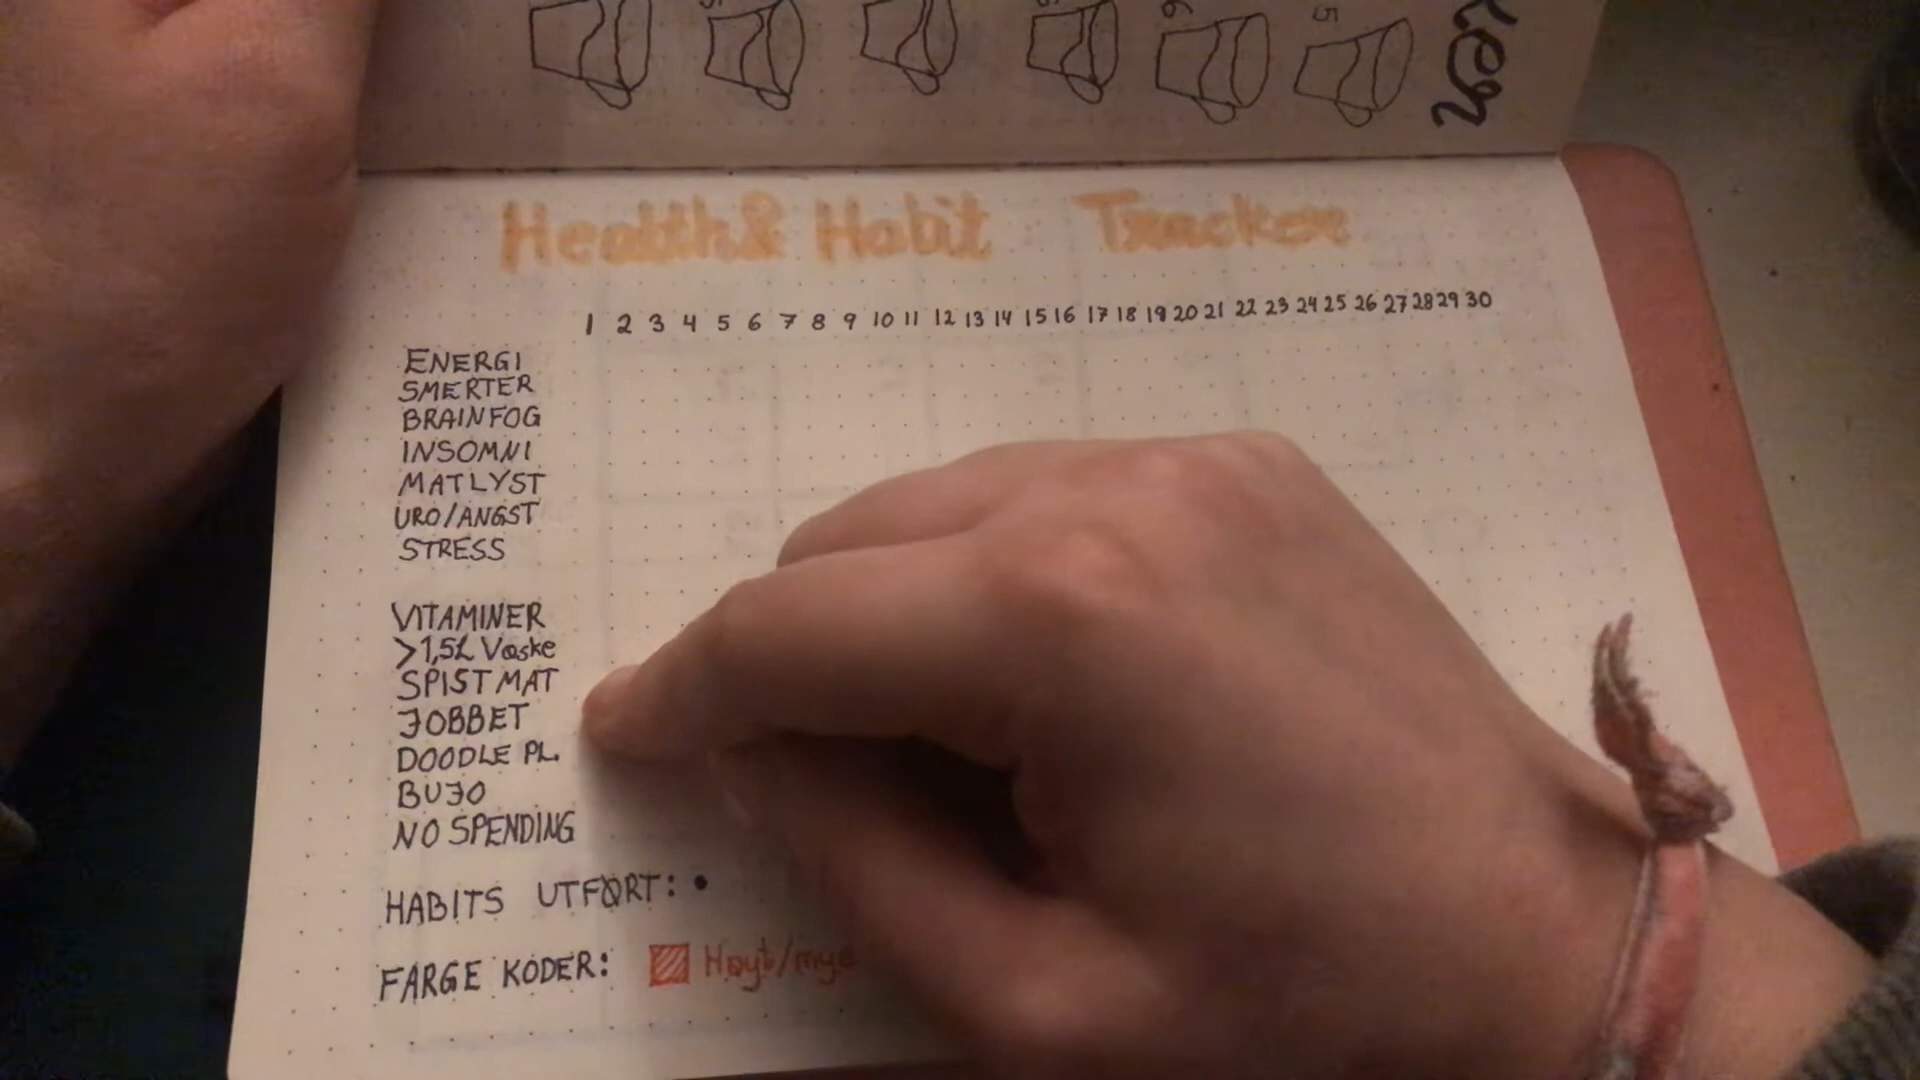 Health & Habit Tracker
1 2 3 4 5 6 7 8 9 10 11 12 13 14 15 16 17 18 19 20 21 22 23 24 25 26 27 28 29 30
ENERGI
SMERTER
BRAINFOG
INSOMNI
MATLYST
URO/ANGST
STRESS
VITAMINER
>1,5L Væske
SPIST MAT
JOBBET
DOODLE PL.
BUJO
NO SPENDING
HABITS UTFØRT: •
FARGE KODER: Høyt/mye